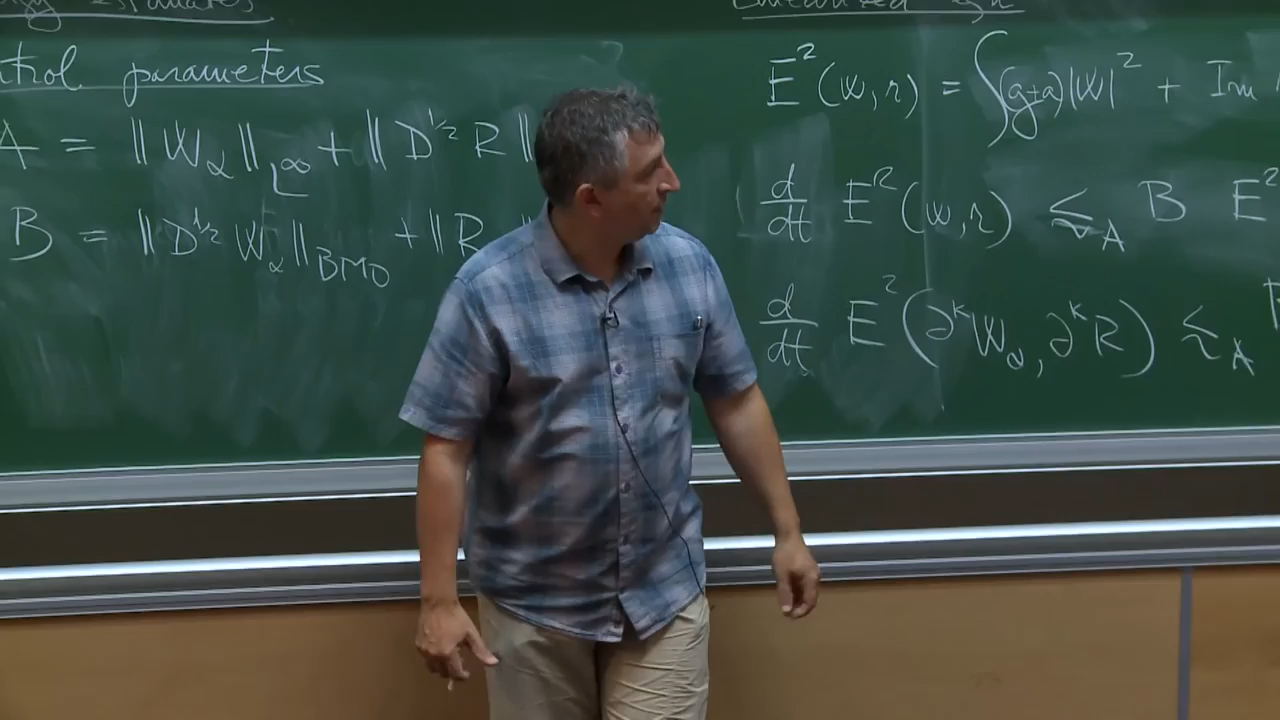 estimates
control parameters
A = ‖W_α‖_{L^∞} + ‖D^{1/2} R‖
B = ‖D^{1/2} W_α‖_{BMO} + ‖R
E^2(w,r) = ∫(g+a)|W|^2 + Im
d/dt E^2(w,r) ≲_A B E^2
d/dt E^2(∂^k W_α, ∂^k R) ≲_A